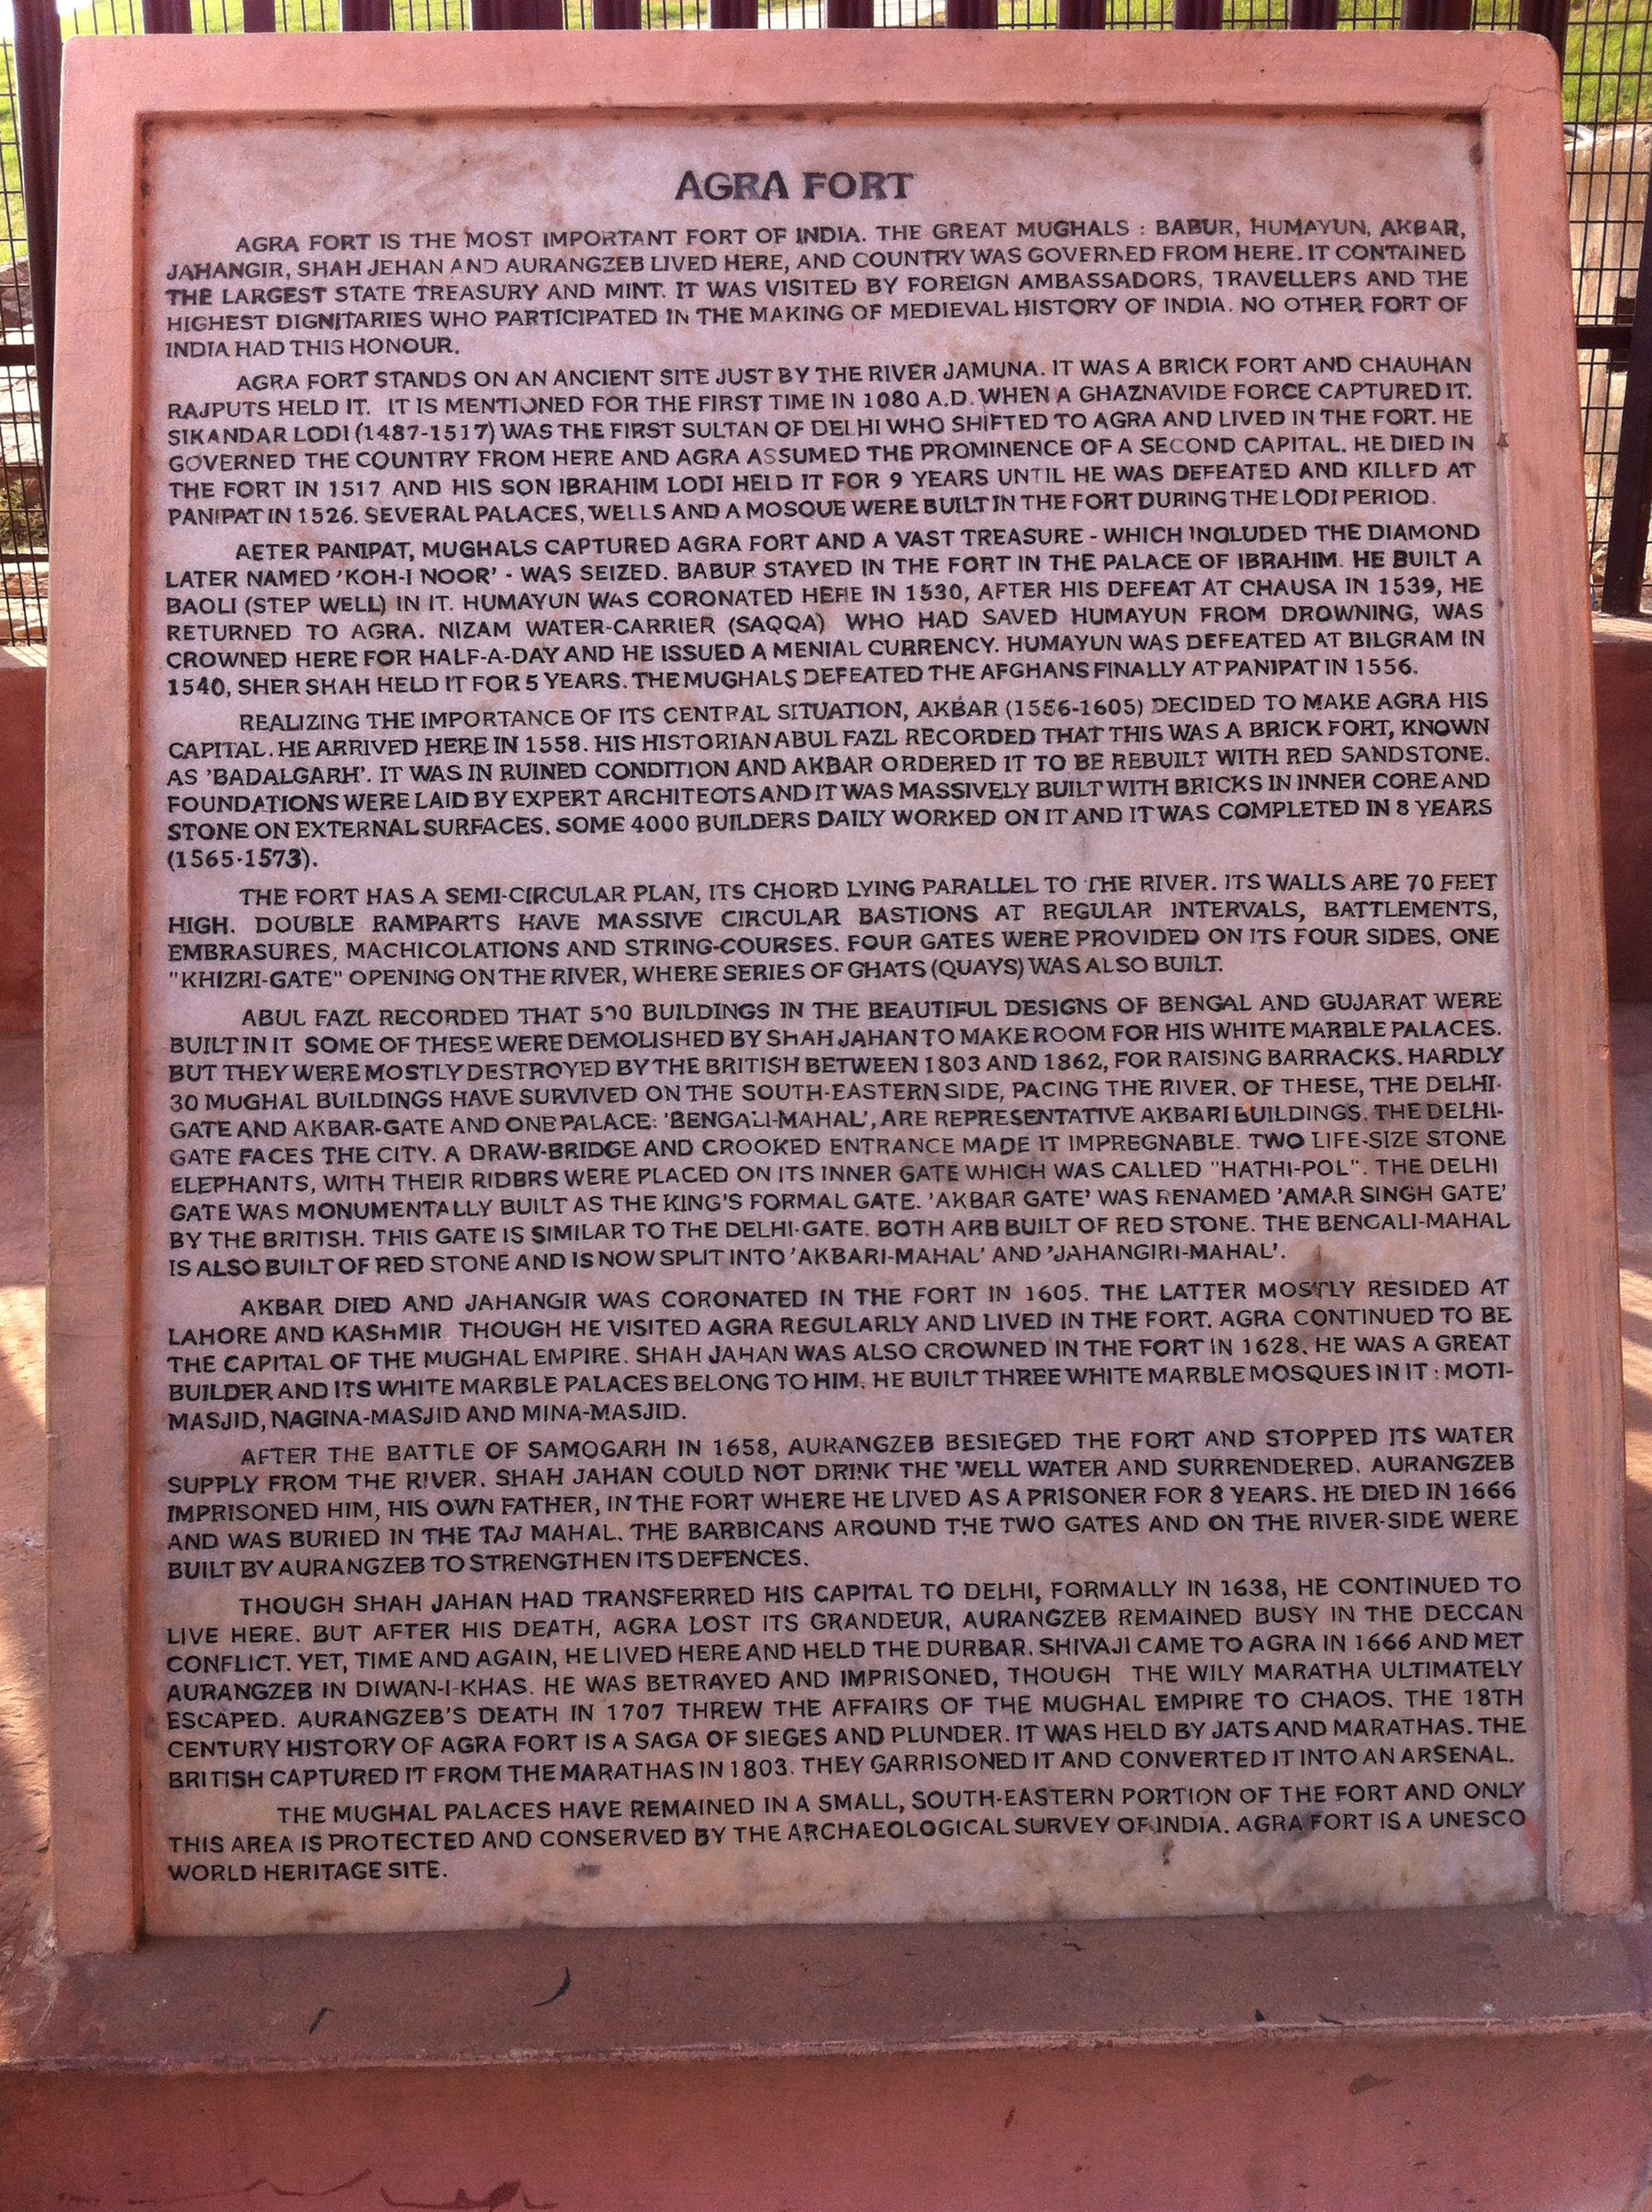 AGRA FORT
AGRA FORT IS THE MOST IMPORTANT FORT OF INDIA. THE GREAT MUGHALS : BABUR, HUMAYUN, AKBAR,
JAHANGIR, SHAH JEHAN AND AURANGZEB LIVED HERE, AND COUNTRY WAS GOVERNED FROM HERE. IT CONTAINED
THE LARGEST STATE TREASURY AND MINT. IT WAS VISITED BY FOREIGN AMBASSADORS, TRAVELLERS AND THE
HIGHEST DIGNITARIES WHO PARTICIPATED IN THE MAKING OF MEDIEVAL HISTORY OF INDIA. NO OTHER FORT OF
INDIA HAD THIS HONOUR.
AGRA FORT STANDS ON AN ANCIENT SITE JUST BY THE RIVER JAMUNA. IT WAS A BRICK FORT AND CHAUHAN
RAJPUTS HELD IT. IT IS MENTIONED FOR THE FIRST TIME IN 1080 A.D. WHEN A GHAZNAVIDE FORCE CAPTURED IT.
SIKANDAR LODI (1487-1517) WAS THE FIRST SULTAN OF DELHI WHO SHIFTED TO AGRA AND LIVED IN THE FORT. HE
GOVERNED THE COUNTRY FROM HERE AND AGRA ASSUMED THE PROMINENCE OF A SECOND CAPITAL. HE DIED IN
THE FORT IN 1517 AND HIS SON IBRAHIM LODI HELD IT FOR 9 YEARS UNTIL HE WAS DEFEATED AND KILLED AT
PANIPAT IN 1526. SEVERAL PALACES, WELLS AND A MOSQUE WERE BUILT IN THE FORT DURING THE LODI PERIOD.
AETER PANIPAT, MUGHALS CAPTURED AGRA FORT AND A VAST TREASURE - WHICH INOLUDED THE DIAMOND
LATER NAMED 'KOH-I NOOR' - WAS SEIZED. BABUP STAYED IN THE FORT IN THE PALACE OF IBRAHIM. HE BUILT A
BAOLI (STEP WELL) IN IT. HUMAYUN WAS CORONATED HERE IN 1530, AFTER HIS DEFEAT AT CHAUSA IN 1539, HE
RETURNED TO AGRA. NIZAM WATER-CARRIER (SAQQA) WHO HAD SAVED HUMAYUN FROM DROWNING, WAS
CROWNED HERE FOR HALF-A-DAY AND HE ISSUED A MENIAL CURRENCY. HUMAYUN WAS DEFEATED AT BILGRAM IN
1540, SHER SHAH HELD IT FOR 5 YEARS. THE MUGHALS DEFEATED THE AFGHANS FINALLY AT PANIPAT IN 1556.
REALIZING THE IMPORTANCE OF ITS CENTRAL SITUATION, AKBAR (1556-1605) DECIDED TO MAKE AGRA HIS
CAPITAL. HE ARRIVED HERE IN 1558. HIS HISTORIAN ABUL FAZL RECORDED THAT THIS WAS A BRICK FORT, KNOWN
AS 'BADALGARH'. IT WAS IN RUINED CONDITION AND AKBAR ORDERED IT TO BE REBUILT WITH RED SANDSTONE.
FOUNDATIONS WERE LAID BY EXPERT ARCHITEOTS AND IT WAS MASSIVELY BUILT WITH BRICKS IN INNER CORE AND
STONE ON EXTERNAL SURFACES. SOME 4000 BUILDERS DAILY WORKED ON IT AND IT WAS COMPLETED IN 8 YEARS
(1565-1573).
THE FORT HAS A SEMI-CIRCULAR PLAN, ITS CHORD LYING PARALLEL TO THE RIVER. ITS WALLS ARE 70 FEET
HIGH. DOUBLE RAMPARTS HAVE MASSIVE CIRCULAR BASTIONS AT REGULAR INTERVALS, BATTLEMENTS,
EMBRASURES, MACHICOLATIONS AND STRING-COURSES. FOUR GATES WERE PROVIDED ON ITS FOUR SIDES, ONE
"KHIZRI-GATE" OPENING ON THE RIVER, WHERE SERIES OF GHATS (QUAYS) WAS ALSO BUILT.
ABUL FAZL RECORDED THAT 500 BUILDINGS IN THE BEAUTIFUL DESIGNS OF BENGAL AND GUJARAT WERE
BUILT IN IT SOME OF THESE WERE DEMOLISHED BY SHAH JAHAN TO MAKE ROOM FOR HIS WHITE MARBLE PALACES.
BUT THEY WERE MOSTLY DESTROYED BY THE BRITISH BETWEEN 1803 AND 1862, FOR RAISING BARRACKS. HARDLY
30 MUGHAL BUILDINGS HAVE SURVIVED ON THE SOUTH-EASTERN SIDE, PACING THE RIVER. OF THESE, THE DELHI-
GATE AND AKBAR-GATE AND ONE PALACE: 'BENGALI-MAHAL', ARE REPRESENTATIVE AKBARI BUILDINGS. THE DELHI-
GATE FACES THE CITY. A DRAW-BRIDGE AND CROOKED ENTRANCE MADE IT IMPREGNABLE. TWO LIFE-SIZE STONE
ELEPHANTS, WITH THEIR RIDBRS WERE PLACED ON ITS INNER GATE WHICH WAS CALLED "HATHI-POL". THE DELHI
GATE WAS MONUMENTALLY BUILT AS THE KING'S FORMAL GATE. 'AKBAR GATE' WAS RENAMED 'AMAR SINGH GATE'
BY THE BRITISH. THIS GATE IS SIMILAR TO THE DELHI-GATE. BOTH ARB BUILT OF RED STONE. THE BENCALI-MAHAL
IS ALSO BUILT OF RED STONE AND IS NOW SPLIT INTO 'AKBARI-MAHAL' AND 'JAHANGIRI-MAHAL'.
AKBAR DIED AND JAHANGIR WAS CORONATED IN THE FORT IN 1605. THE LATTER MOSTLY RESIDED AT
LAHORE AND KASHMIR THOUGH HE VISITED AGRA REGULARLY AND LIVED IN THE FORT. AGRA CONTINUED TO BE
THE CAPITAL OF THE MUGHAL EMPIRE. SHAH JAHAN WAS ALSO CROWNED IN THE FORT IN 1628. HE WAS A GREAT
BUILDER AND ITS WHITE MARBLE PALACES BELONG TO HIM. HE BUILT THREE WHITE MARBLE MOSQUES IN IT : MOTI-
MASJID, NAGINA-MASJID AND MINA-MASJID.
AFTER THE BATTLE OF SAMOGARH IN 1658, AURANGZEB BESIEGED THE FORT AND STOPPED ITS WATER
SUPPLY FROM THE RIVER. SHAH JAHAN COULD NOT DRINK THE WELL WATER AND SURRENDERED. AURANGZEB
IMPRISONED HIM, HIS OWN FATHER, IN THE FORT WHERE HE LIVED AS A PRISONER FOR 8 YEARS. HE DIED IN 1666
AND WAS BURIED IN THE TAJ MAHAL. THE BARBICANS AROUND THE TWO GATES AND ON THE RIVER-SIDE WERE
BUILT BY AURANGZEB TO STRENGTHEN ITS DEFENCES.
THOUGH SHAH JAHAN HAD TRANSFERRED HIS CAPITAL TO DELHI, FORMALLY IN 1638, HE CONTINUED TO
LIVE HERE. BUT AFTER HIS DEATH, AGRA LOST ITS GRANDEUR, AURANGZEB REMAINED BUSY IN THE DECCAN
CONFLICT. YET, TIME AND AGAIN, HE LIVED HERE AND HELD THE DURBAR. SHIVAJI CAME TO AGRA IN 1666 AND MET
AURANGZEB IN DIWAN-I-KHAS. HE WAS BETRAYED AND IMPRISONED, THOUGH THE WILY MARATHA ULTIMATELY
ESCAPED. AURANGZEB'S DEATH IN 1707 THREW THE AFFAIRS OF THE MUGHAL EMPIRE TO CHAOS. THE 18TH
CENTURY HISTORY OF AGRA FORT IS A SAGA OF SIEGES AND PLUNDER. IT WAS HELD BY JATS AND MARATHAS. THE
BRITISH CAPTURED IT FROM THE MARATHAS IN 1803. THEY GARRISONED IT AND CONVERTED IT INTO AN ARSENAL.
THE MUGHAL PALACES HAVE REMAINED IN A SMALL, SOUTH-EASTERN PORTION OF THE FORT AND ONLY
THIS AREA IS PROTECTED AND CONSERVED BY THE ARCHAEOLOGICAL SURVEY OF INDIA. AGRA FORT IS A UNESCO
WORLD HERITAGE SITE.